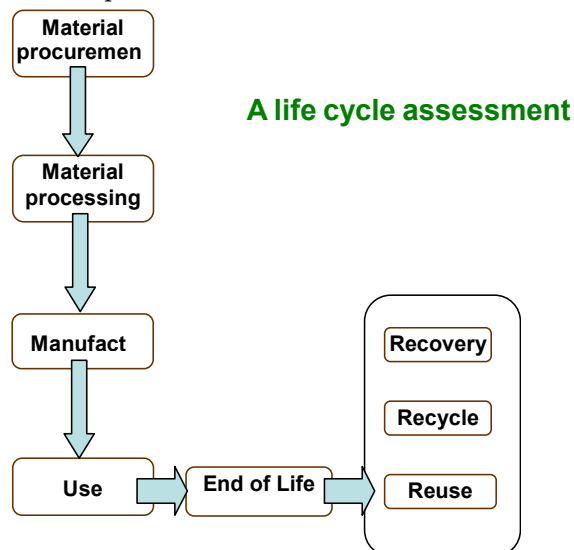 Material
procuremen
A life cycle assessment
Material
processing
Manufact
Use
End of Life
Recovery
Recycle
Reuse